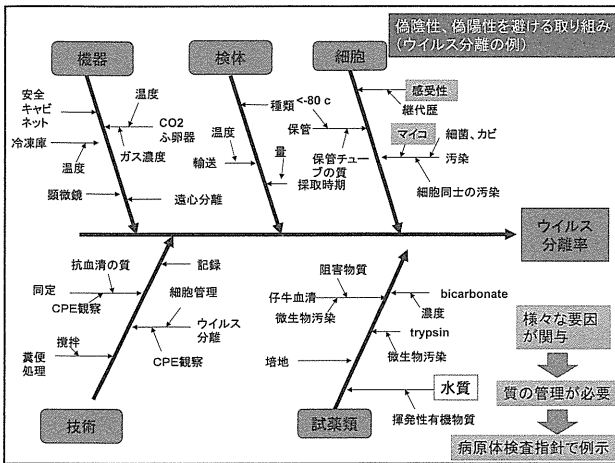 偽陰性、偽陽性を避ける取り組み
(ウイルス分離の例)
機器
検体
細胞
安全
キャビ
ネット
温度
CO2
ふ卵器
冷凍庫
温度
ガス濃度
顕微鏡
遠心分離
種類
<-80 c
保管
温度
保管チュー
ブの質
輸送
量
採取時期
感受性
継代歴
マイコ
細菌、カビ
汚染
細胞同士の汚染
ウイルス
分離率
抗血清の質
記録
同定
CPE観察
細胞管理
ウイルス
分離
撹拌
CPE観察
糞便
処理
技術
阻害物質
仔牛血清
bicarbonate
濃度
微生物汚染
trypsin
微生物汚染
培地
水質
揮発性有機物質
試薬類
様々な要因
が関与
質の管理が必要
病原体検査指針で例示